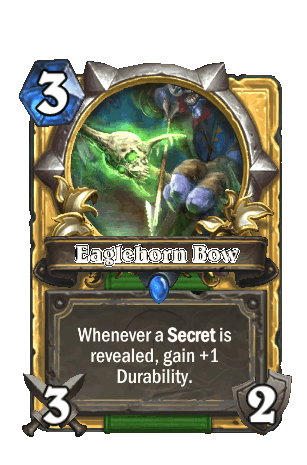 3
Eaglehorn Bow
Whenever a Secret is
revealed, gain +1
Durability.
3
2